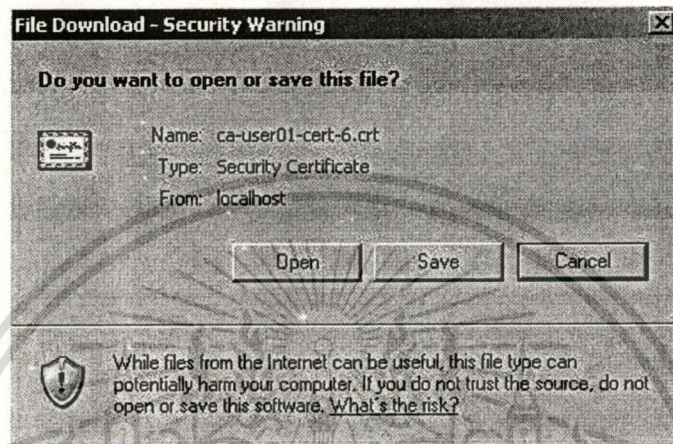 File Download - Security Warning
Do you want to open or save this file?
Name: ca-user01-cert-6.crt
Type: Security Certificate
From: localhost
Open Save Cancel
While files from the Internet can be useful, this file type can
potentially harm your computer. If you do not trust the source, do not
open or save this software. What's the risk?